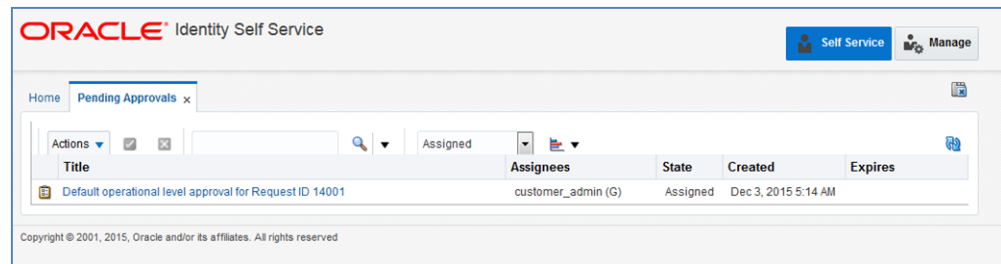 ORACLE® Identity Self Service
Self Service Manage
Home Pending Approvals x
Actions Assigned
Title Assignees State Created Expires
Default operational level approval for Request ID 14001 customer_admin (G) Assigned Dec 3, 2015 5:14 AM
Copyright © 2001, 2015, Oracle and/or its affiliates. All rights reserved